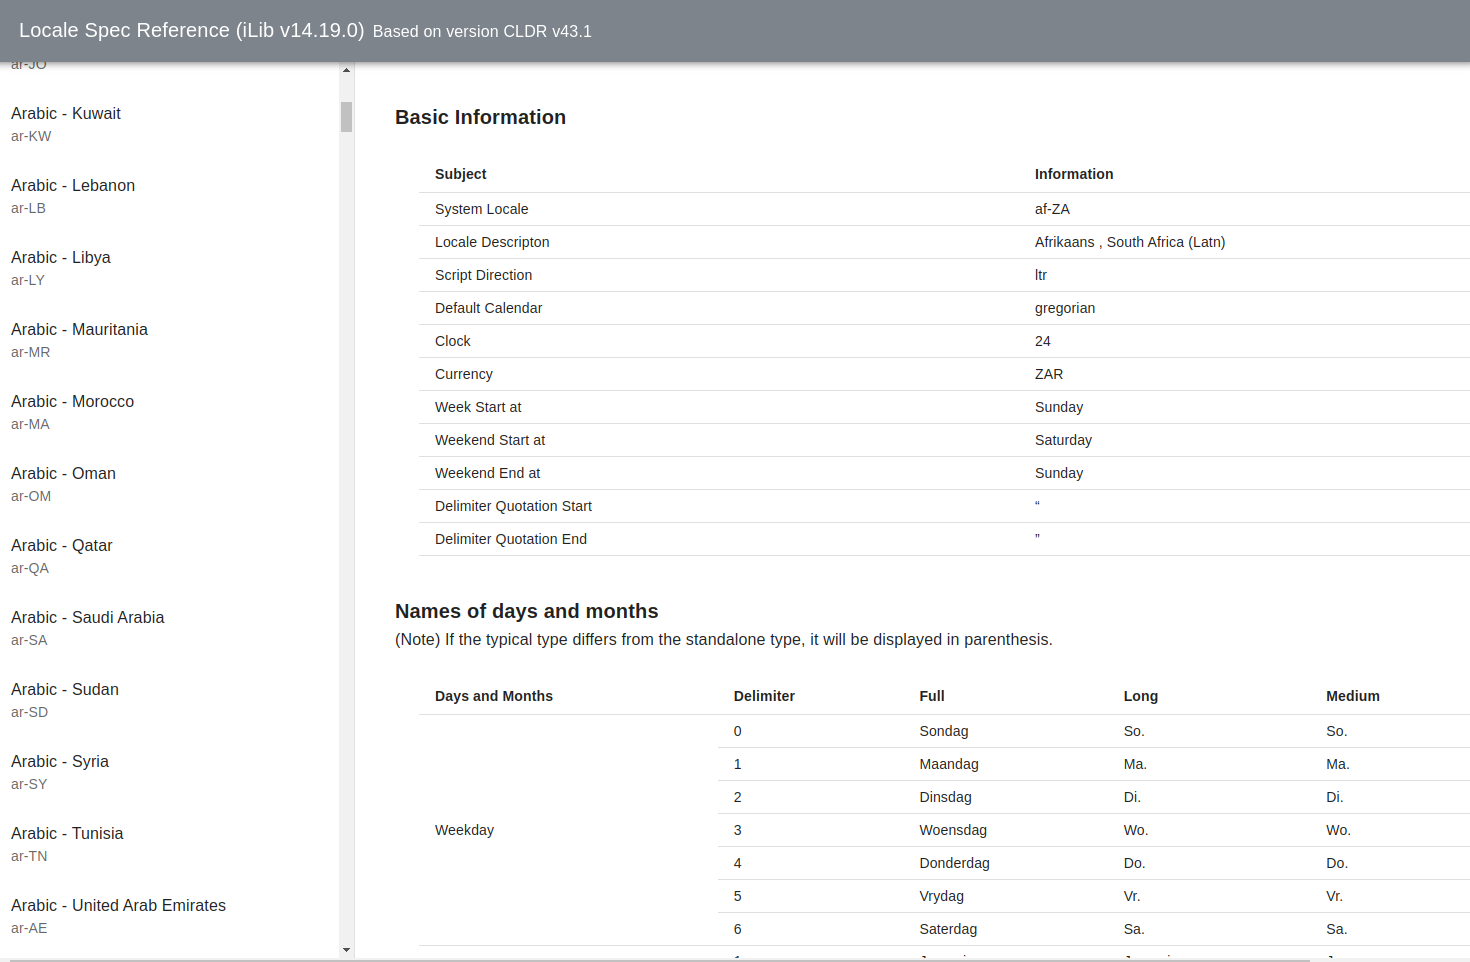 Locale Spec Reference (iLib v14.19.0) Based on version CLDR v43.1
ar-JO
Arabic - Kuwait
ar-KW
Arabic - Lebanon
ar-LB
Arabic - Libya
ar-LY
Arabic - Mauritania
ar-MR
Arabic - Morocco
ar-MA
Arabic - Oman
ar-OM
Arabic - Qatar
ar-QA
Arabic - Saudi Arabia
ar-SA
Arabic - Sudan
ar-SD
Arabic - Syria
ar-SY
Arabic - Tunisia
ar-TN
Arabic - United Arab Emirates
ar-AE
Basic Information
Subject Information
System Locale af-ZA
Locale Descripton Afrikaans , South Africa (Latn)
Script Direction ltr
Default Calendar gregorian
Clock 24
Currency ZAR
Week Start at Sunday
Weekend Start at Saturday
Weekend End at Sunday
Delimiter Quotation Start “
Delimiter Quotation End ”
Names of days and months
(Note) If the typical type differs from the standalone type, it will be displayed in parenthesis.
Days and Months Delimiter Full Long Medium
0 Sondag So. So.
1 Maandag Ma. Ma.
2 Dinsdag Di. Di.
Weekday 3 Woensdag Wo. Wo.
4 Donderdag Do. Do.
5 Vrydag Vr. Vr.
6 Saterdag Sa. Sa.